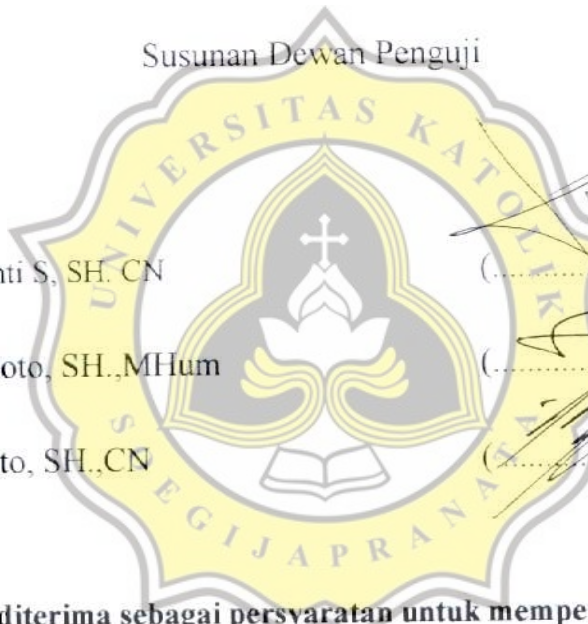 Susunan Dewan Penguji
UNIVERSITAS KATOLIK
SOEGIJAPRANATA
nti S, SH. CN (..........
oto, SH.,MHum (..........
to, SH.,CN (..........
diterima sebagai persyaratan untuk mempe